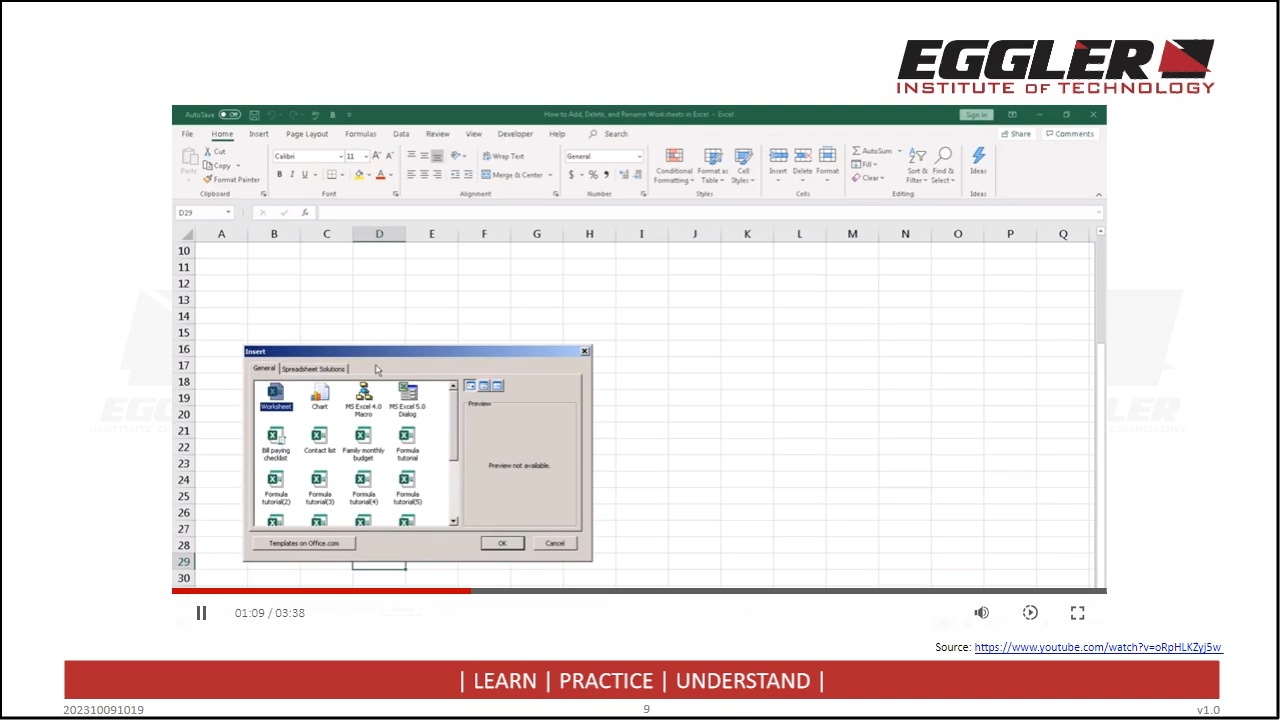 EGGLER
INSTITUTE OF TECHNOLOGY
AutoSave Off
How to Add, Delete, and Rename Worksheets in Excel - Excel
Sign in
File Home Insert Page Layout Formulas Data Review View Developer Help Search Share Comments
Paste
Cut
Copy
Format Painter
Clipboard
Calibri 11
B I U
Font
Wrap Text
Merge & Center
Alignment
General
$ % ,
Number
Conditional Formatting
Format as Table
Cell Styles
Styles
Insert Delete Format
Cells
AutoSum
Fill
Clear
Sort & Filter
Find & Select
Editing
Ideas
Ideas
D29
fx
A B C D E F G H I J K L M N O P Q
10
11
12
13
14
15
16
17
18
19
20
21
22
23
24
25
26
27
28
29
30
Insert
General Spreadsheet Solutions
Worksheet
Chart
MS Excel 4.0 Macro
MS Excel 5.0 Dialog
Bill paying checklist
Contact list
Family monthly budget
Formula tutorial
Formula tutorial(2)
Formula tutorial(3)
Formula tutorial(4)
Formula tutorial(5)
Preview
Preview not available.
Templates on Office.com
OK
Cancel
01:09 / 03:38
Source: https://www.youtube.com/watch?v=oRpHLKZyj5w
| LEARN | PRACTICE | UNDERSTAND |
202310091019
9
v1.0